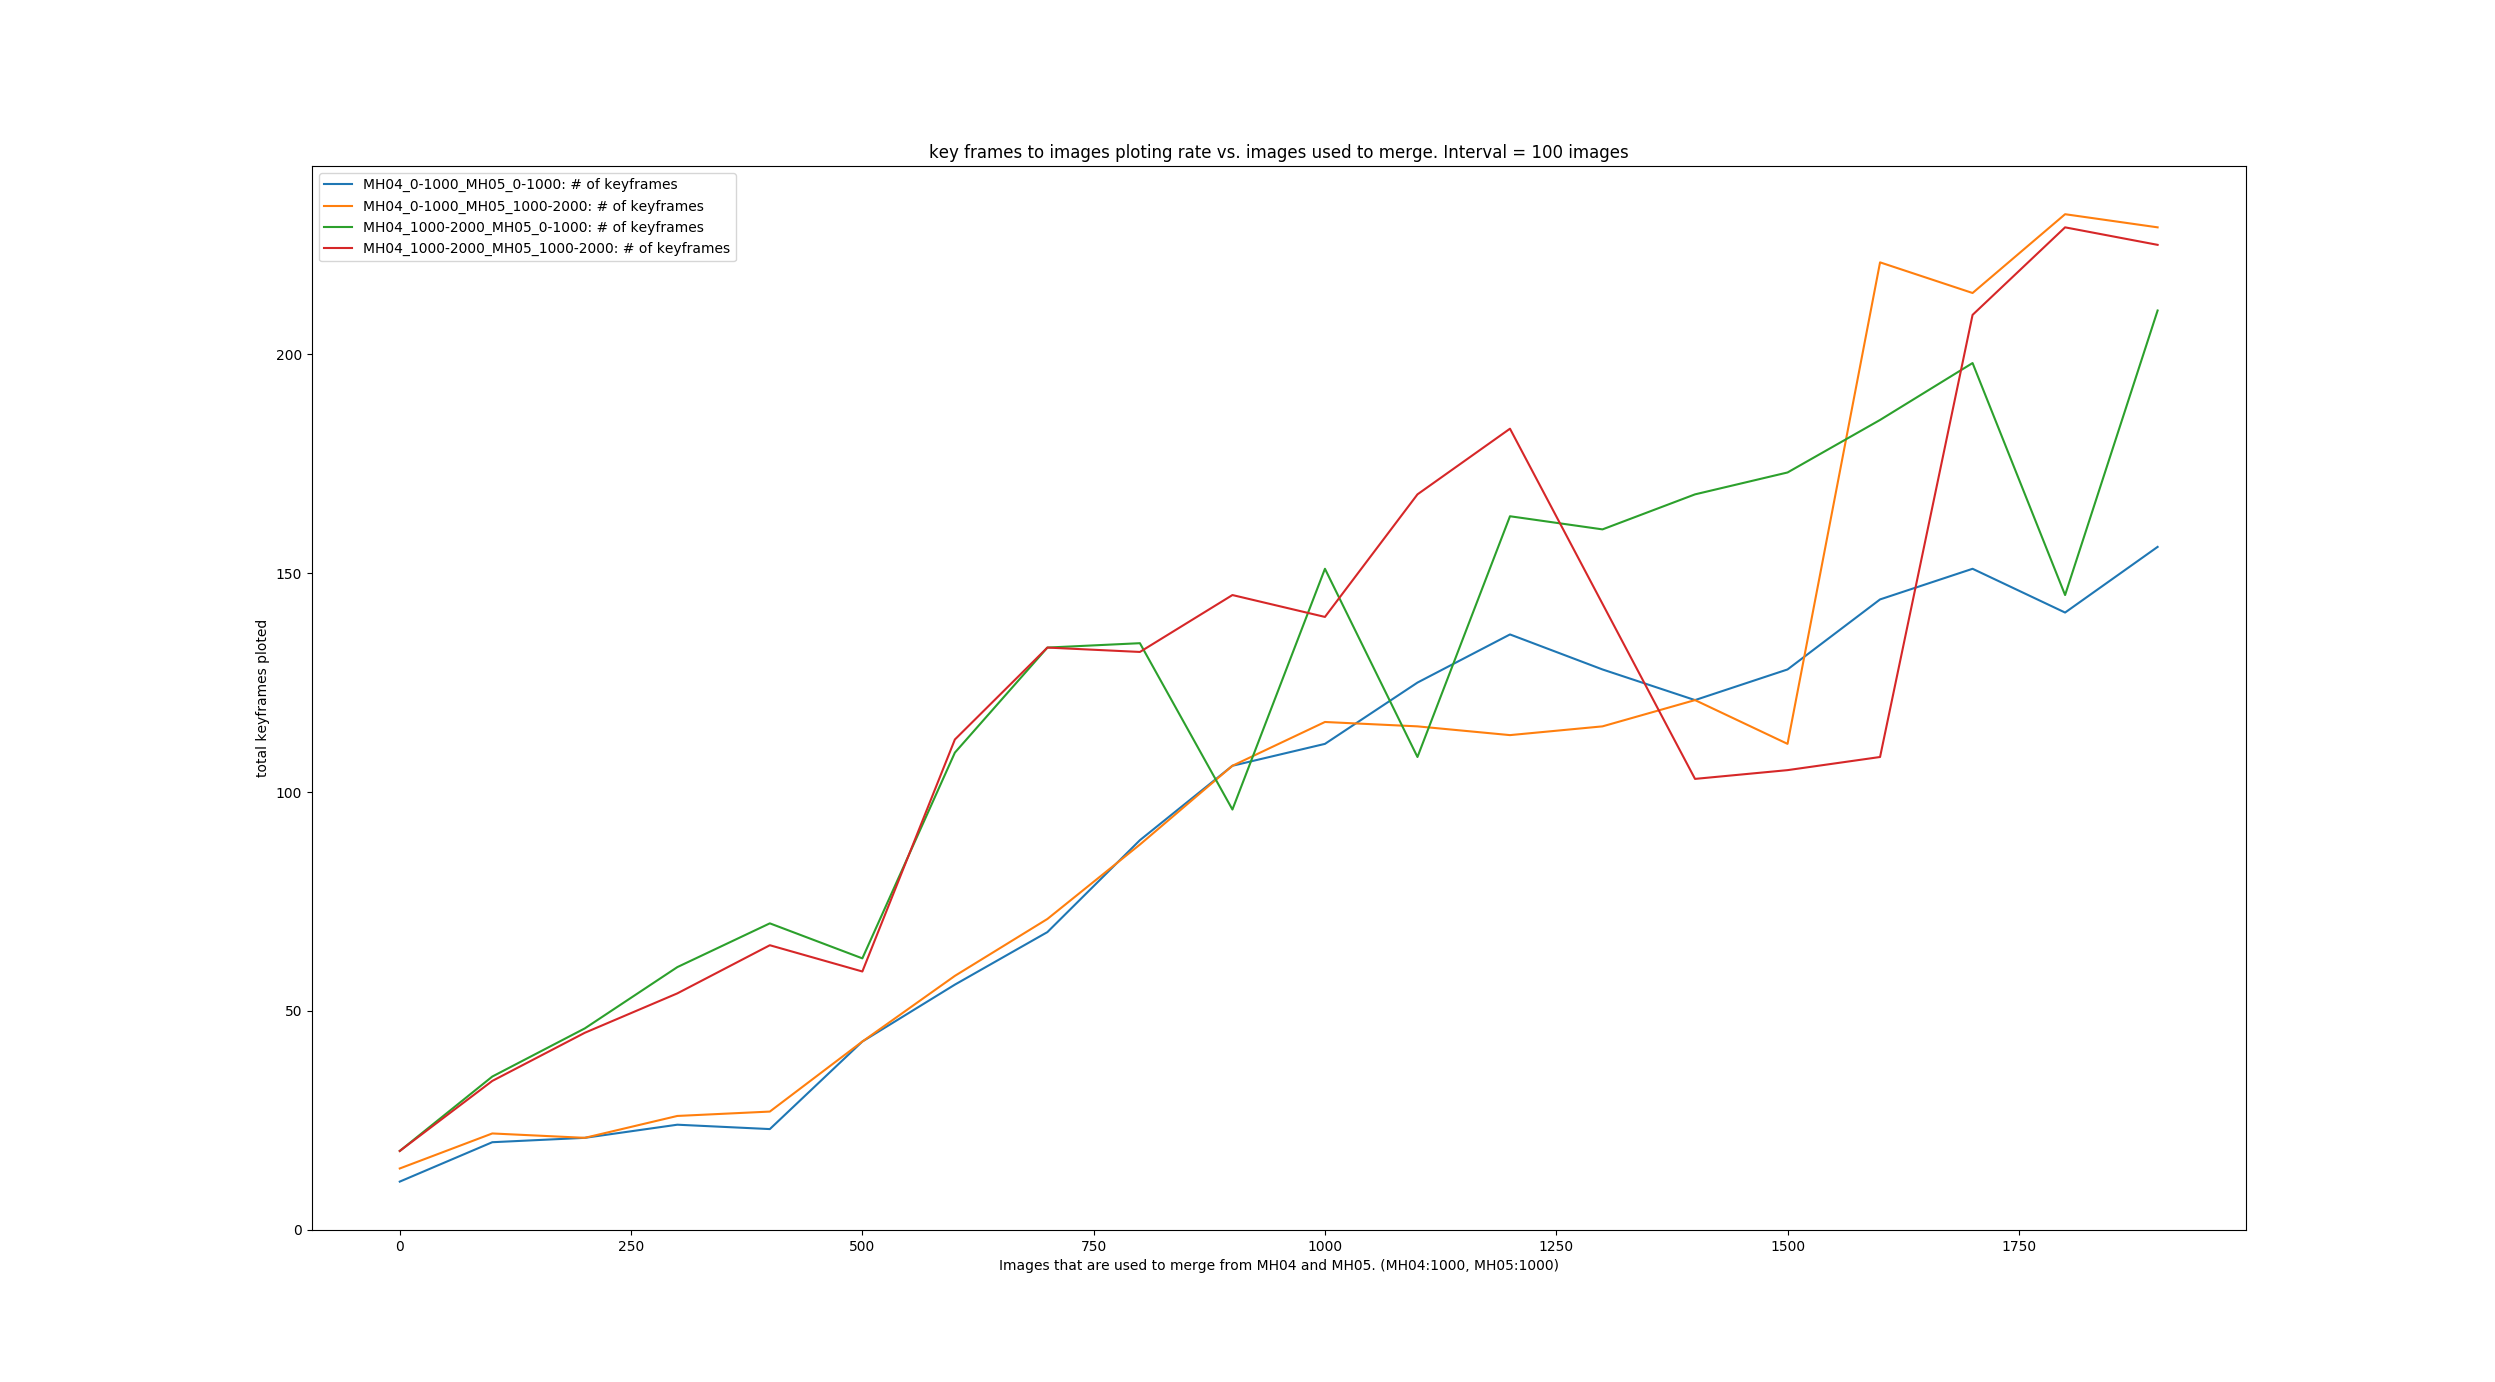 key frames to images ploting rate vs. images used to merge. Interval = 100 images
MH04_0-1000_MH05_0-1000: # of keyframes
MH04_0-1000_MH05_1000-2000: # of keyframes
MH04_1000-2000_MH05_0-1000: # of keyframes
MH04_1000-2000_MH05_1000-2000: # of keyframes
total keyframes ploted
200
150
100
50
0
0 250 500 750 1000 1250 1500 1750
Images that are used to merge from MH04 and MH05. (MH04:1000, MH05:1000)